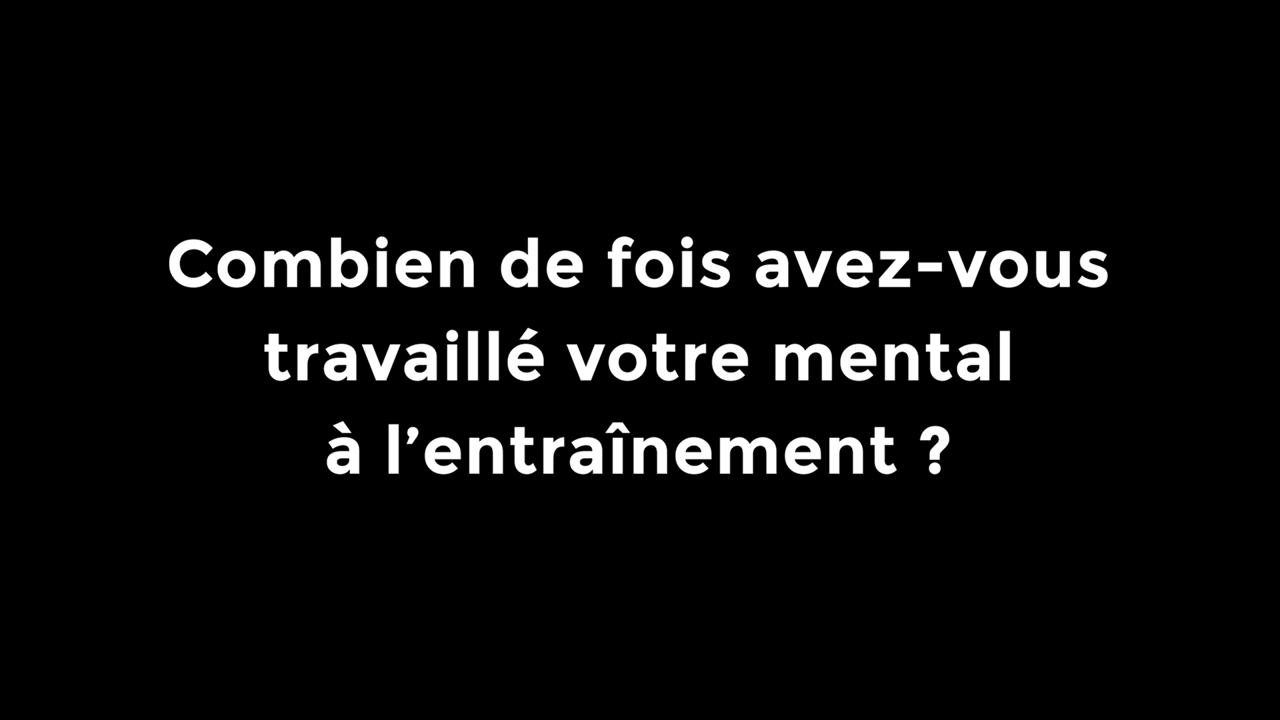 Combien de fois avez-vous
travaillé votre mental
à l’entraînement ?